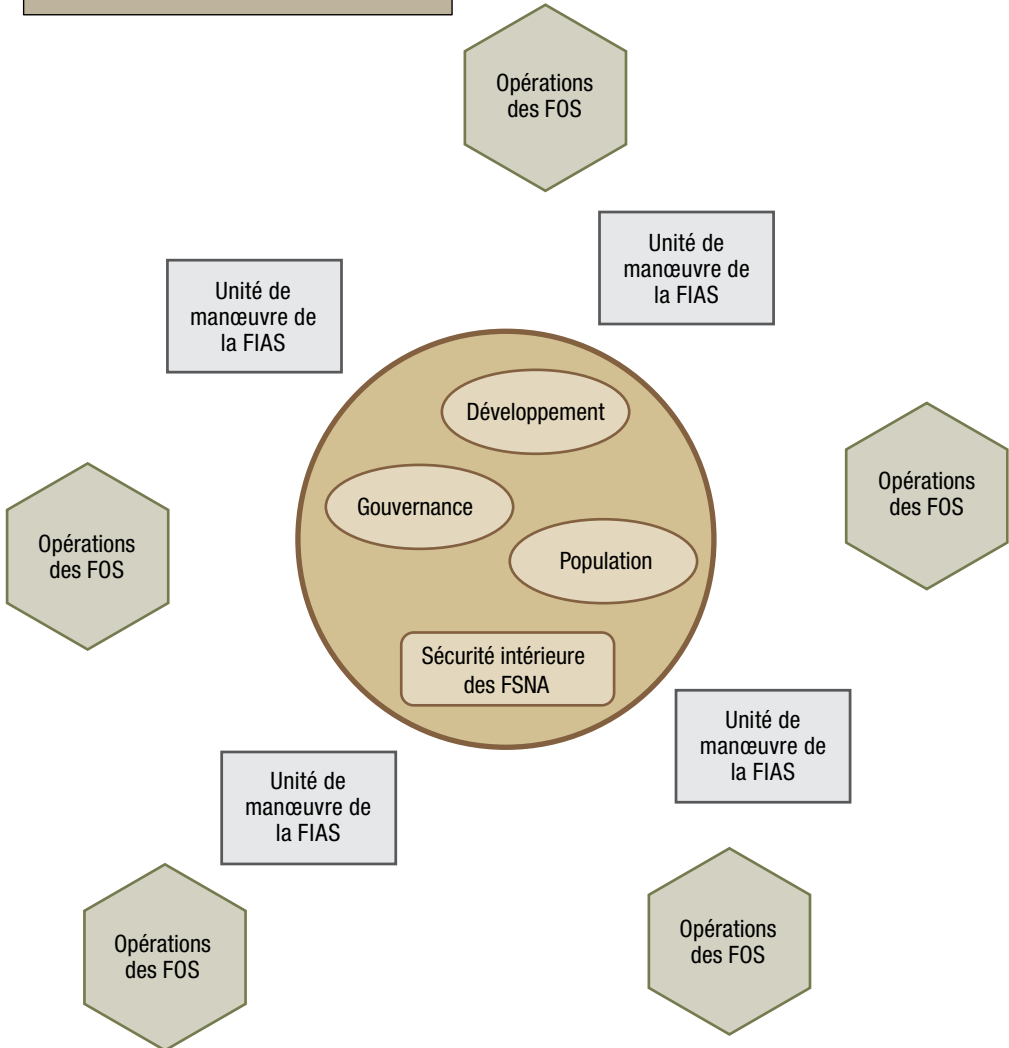 Opérations
des FOS
Unité de
manœuvre de
la FIAS
Unité de
manœuvre de
la FIAS
Développement
Gouvernance
Population
Sécurité intérieure
des FSNA
Opérations
des FOS
Opérations
des FOS
Unité de
manœuvre de
la FIAS
Unité de
manœuvre de
la FIAS
Opérations
des FOS
Opérations
des FOS